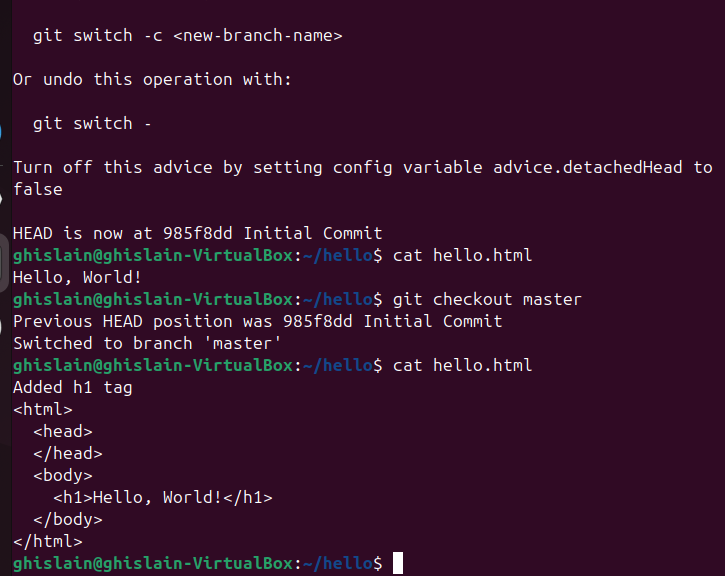 git switch -c <new-branch-name>
Or undo this operation with:
git switch -
Turn off this advice by setting config variable advice.detachedHead to
false
HEAD is now at 985f8dd Initial Commit
ghislain@ghislain-VirtualBox:~/hello$ cat hello.html
Hello, World!
ghislain@ghislain-VirtualBox:~/hello$ git checkout master
Previous HEAD position was 985f8dd Initial Commit
Switched to branch 'master'
ghislain@ghislain-VirtualBox:~/hello$ cat hello.html
Added h1 tag
<html>
  <head>
  </head>
  <body>
    <h1>Hello, World!</h1>
  </body>
</html>
ghislain@ghislain-VirtualBox:~/hello$